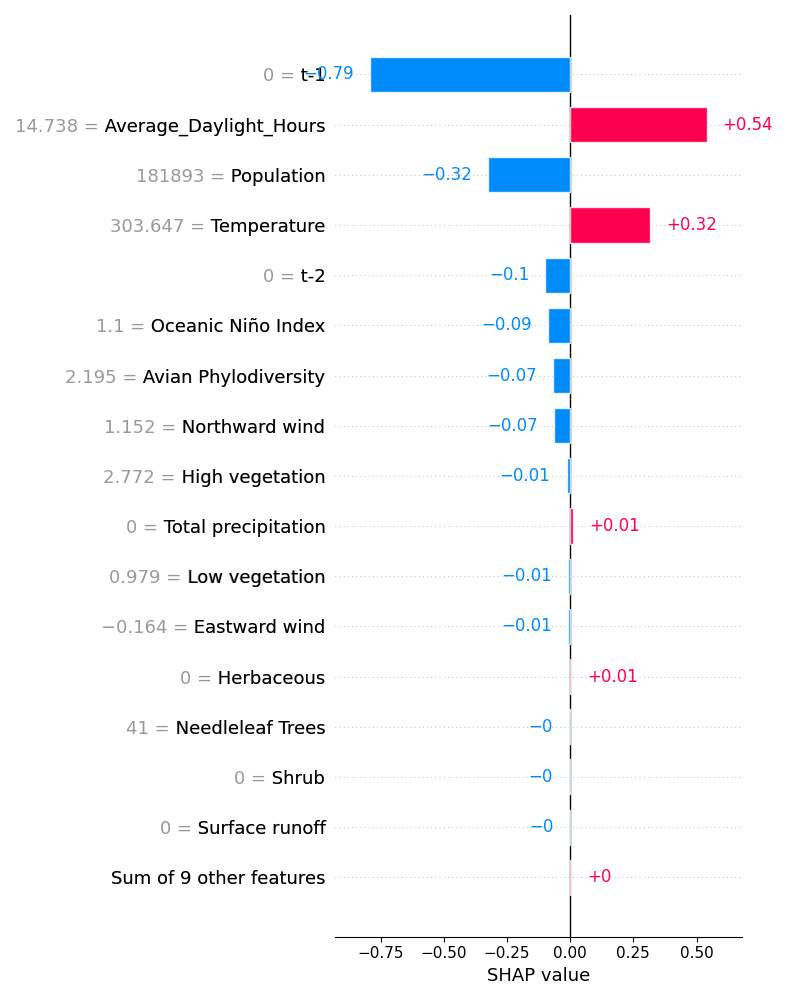 0 = t-1 −0.79
14.738 = Average_Daylight_Hours +0.54
181893 = Population −0.32
303.647 = Temperature +0.32
0 = t-2 −0.1
1.1 = Oceanic Niño Index −0.09
2.195 = Avian Phylodiversity −0.07
1.152 = Northward wind −0.07
2.772 = High vegetation −0.01
0 = Total precipitation +0.01
0.979 = Low vegetation −0.01
−0.164 = Eastward wind −0.01
0 = Herbaceous +0.01
41 = Needleleaf Trees −0
0 = Shrub −0
0 = Surface runoff −0
Sum of 9 other features +0
−0.75 −0.50 −0.25 0.00 0.25 0.50
SHAP value